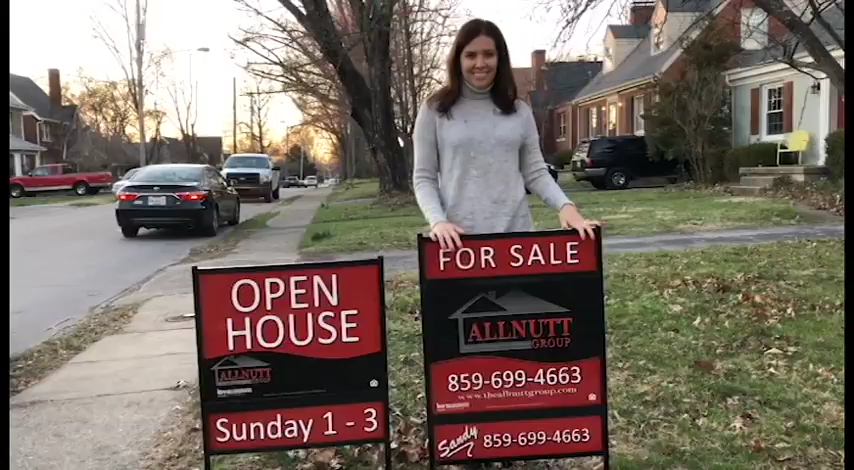 OPEN
HOUSE
ALLNUTT
GROUP
Sunday 1 - 3
FOR SALE
ALLNUTT
GROUP
859-699-4663
www.theallnuttgroup.com
Sandy 859-699-4663